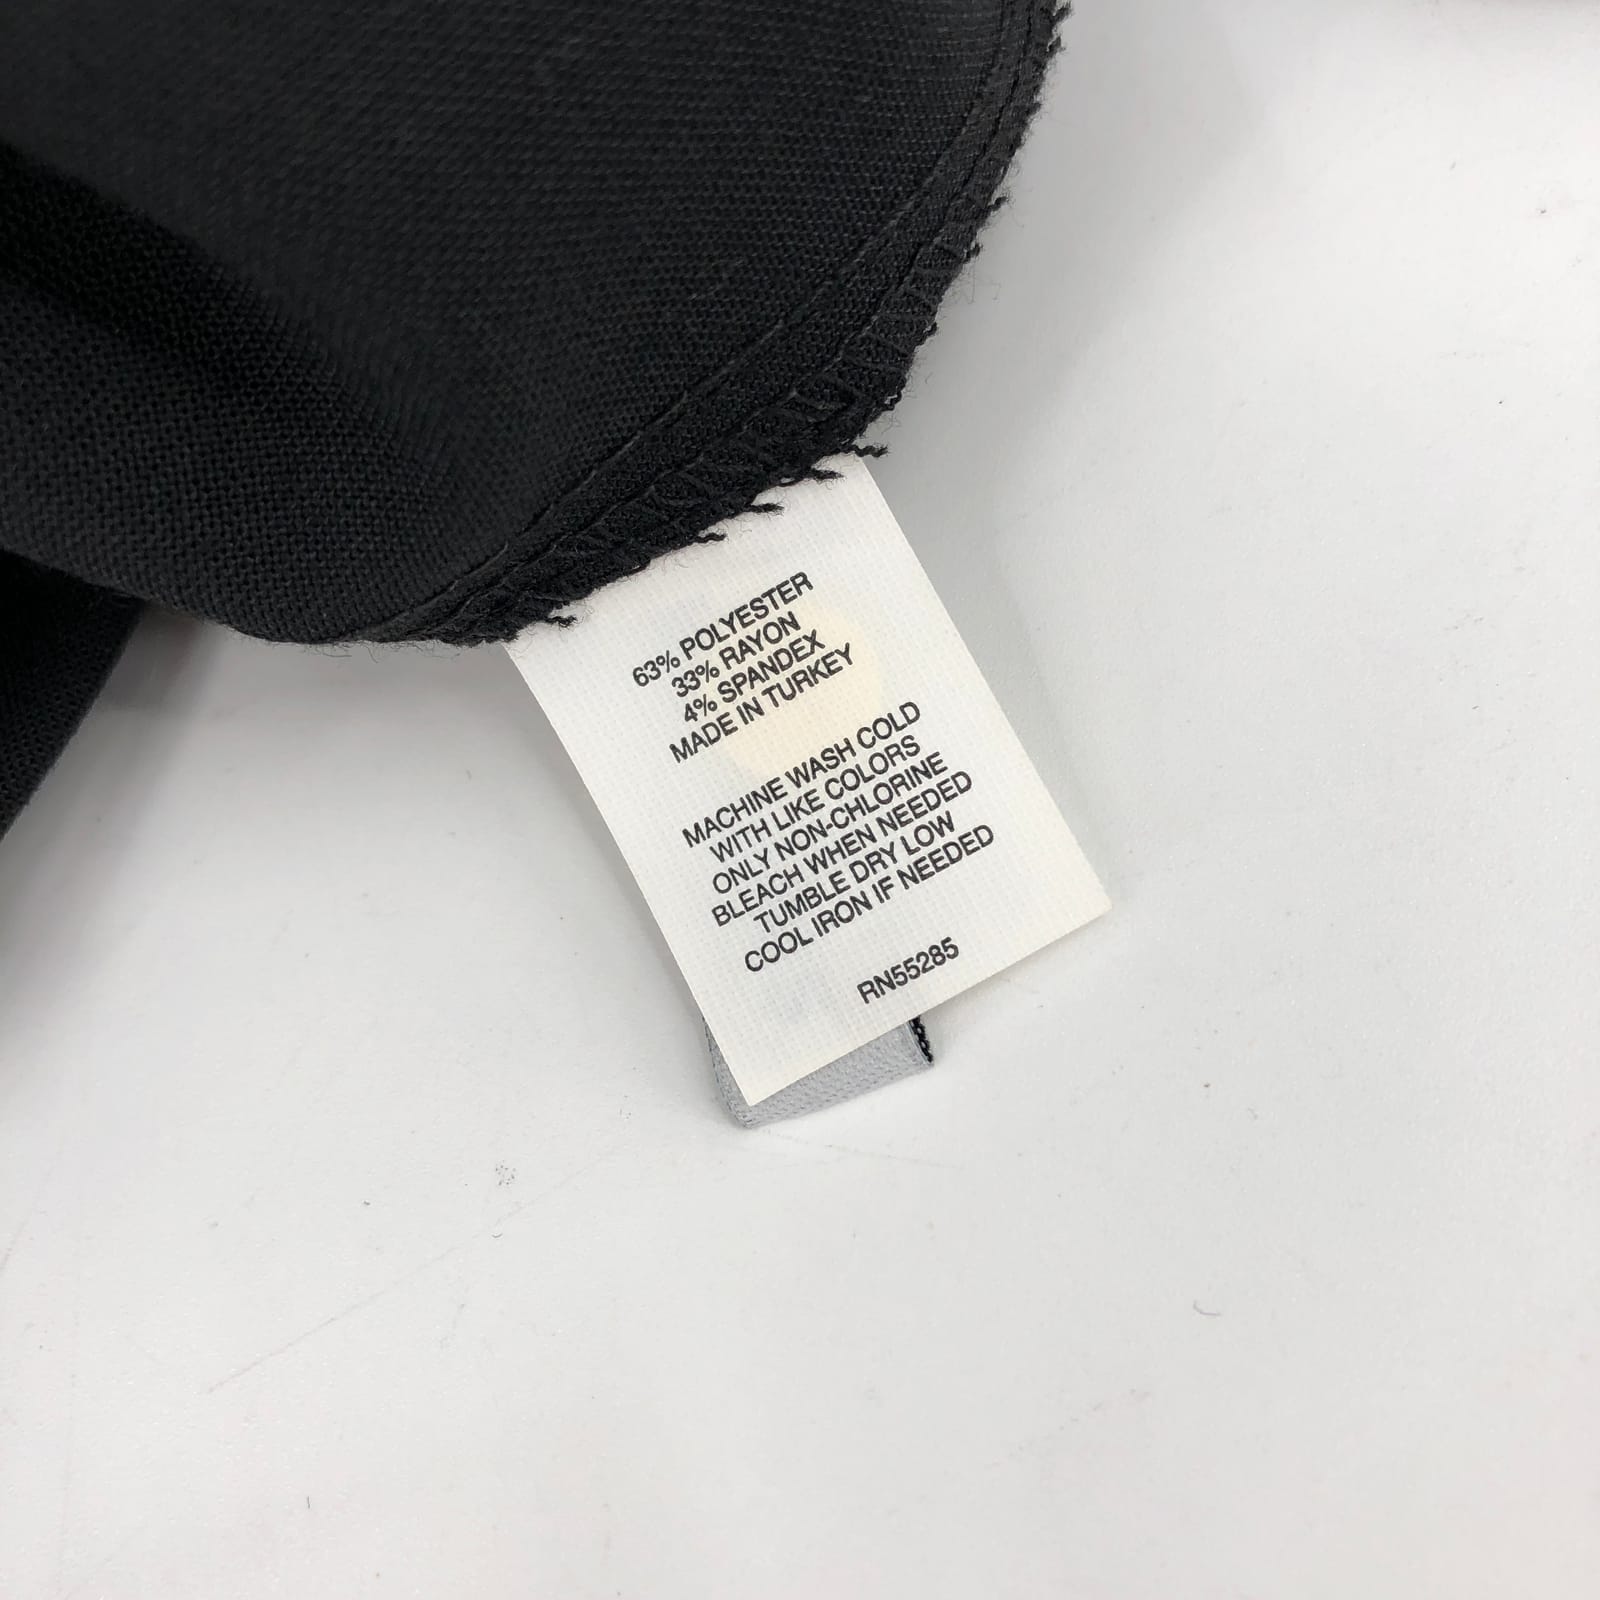 63% POLYESTER
33% RAYON
4% SPANDEX
MADE IN TURKEY
MACHINE WASH COLD
WITH LIKE COLORS
ONLY NON-CHLORINE
BLEACH WHEN NEEDED
TUMBLE DRY LOW
COOL IRON IF NEEDED
RN55285